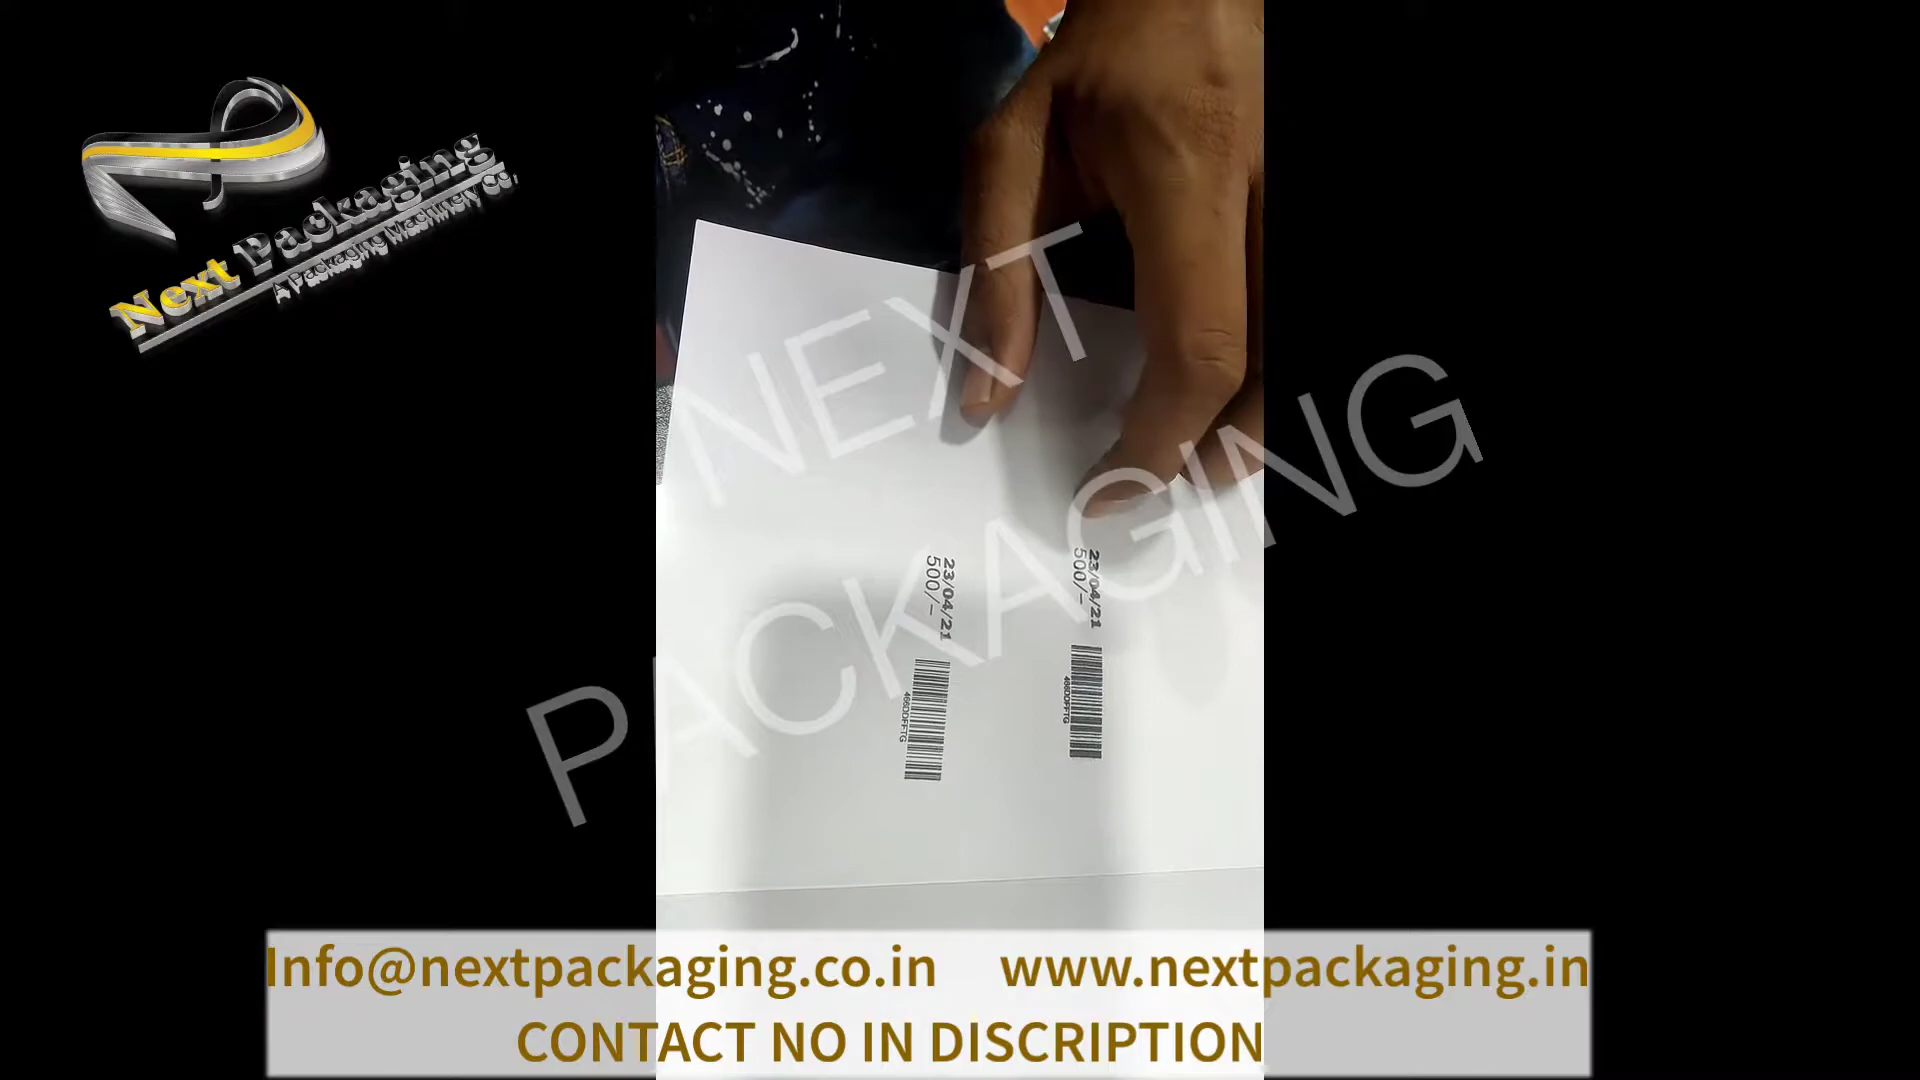 Next Packaging
A Packaging Machinery Co.
NEXT
PACKAGING
23/04/21
500/-
23/04/21
500/-
Info@nextpackaging.co.in www.nextpackaging.in
CONTACT NO IN DISCRIPTION